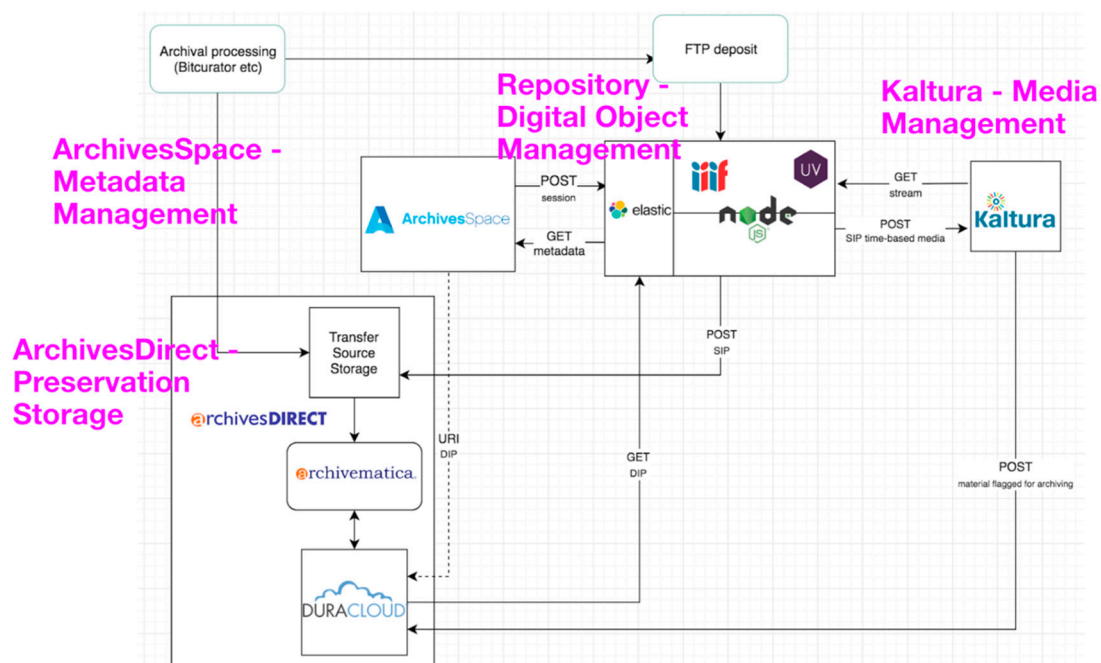 Archival processing
(Bitcurator etc)
FTP deposit
Repository -
Digital Object
Management
Kaltura - Media
Management
ArchivesSpace -
Metadata
Management
ArchivesSpace
POST
session
GET
metadata
elastic
iiif
UV
node
JS
GET
stream
POST
SIP time-based media
Kaltura
ArchivesDirect -
Preservation
Storage
Transfer
Source
Storage
archivesDIRECT
archivematica.
DURACLOUD
URI
DIP
POST
SIP
GET
DIP
POST
material flagged for archiving